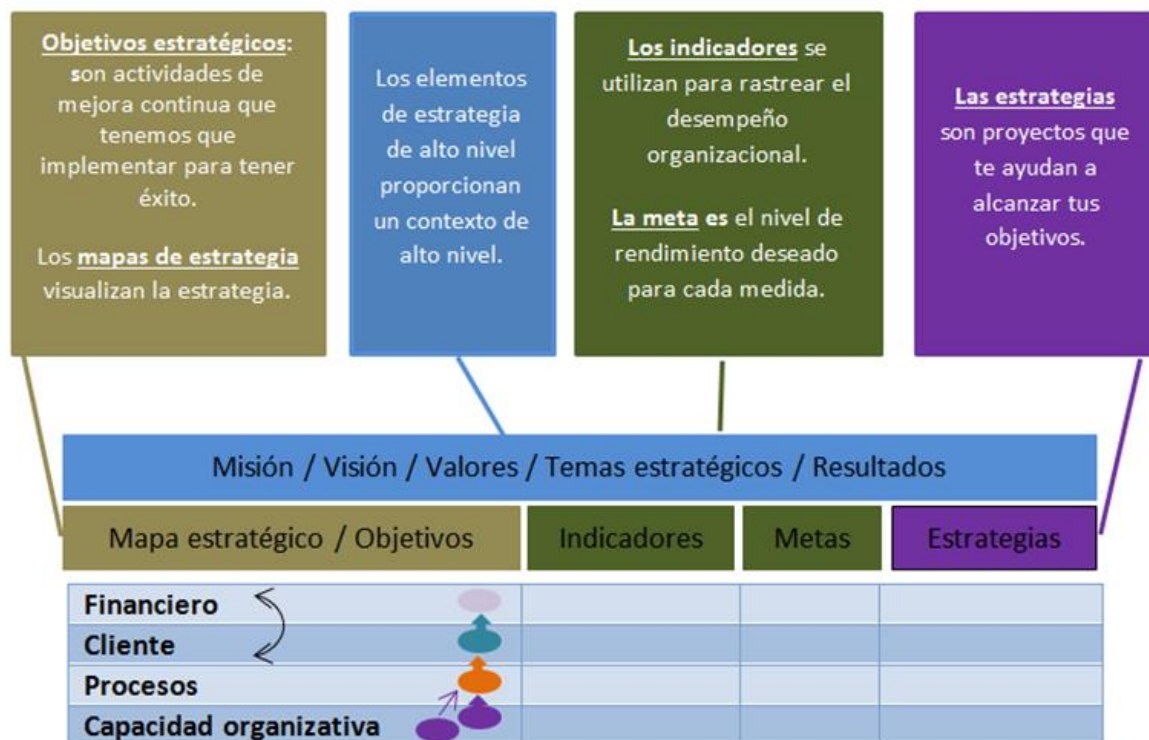 Objetivos estratégicos:
son actividades de
mejora continua que
tenemos que
implementar para tener
éxito.
Los mapas de estrategia
visualizan la estrategia.
Los elementos
de estrategia
de alto nivel
proporcionan
un contexto de
alto nivel.
Los indicadores se
utilizan para rastrear el
desempeño
organizacional.
La meta es el nivel de
rendimiento deseado
para cada medida.
Las estrategias
son proyectos que
te ayudan a
alcanzar tus
objetivos.
Misión / Visión / Valores / Temas estratégicos / Resultados
Mapa estratégico / Objetivos
Indicadores
Metas
Estrategias
Financiero
Cliente
Procesos
Capacidad organizativa